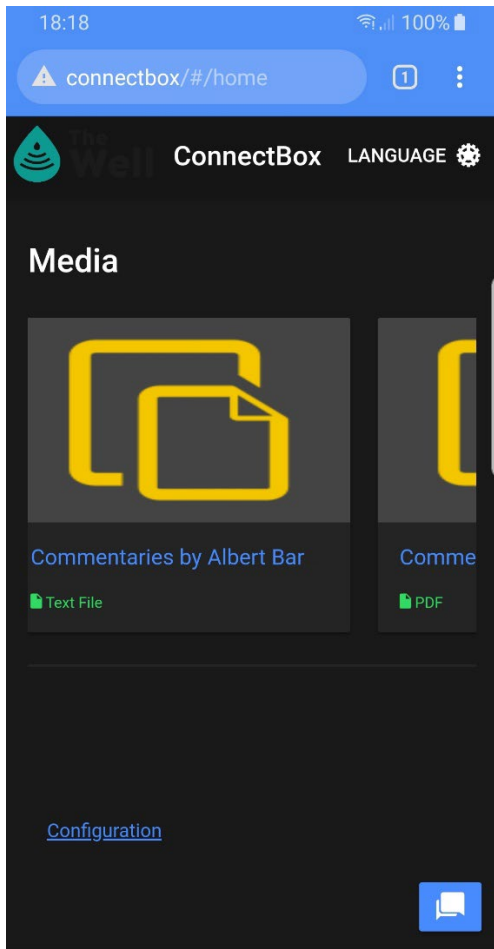 18:18
100%
connectbox/#/home
1
The
Well
ConnectBox
LANGUAGE
Media
Commentaries by Albert Bar
Text File
Comme
PDF
Configuration